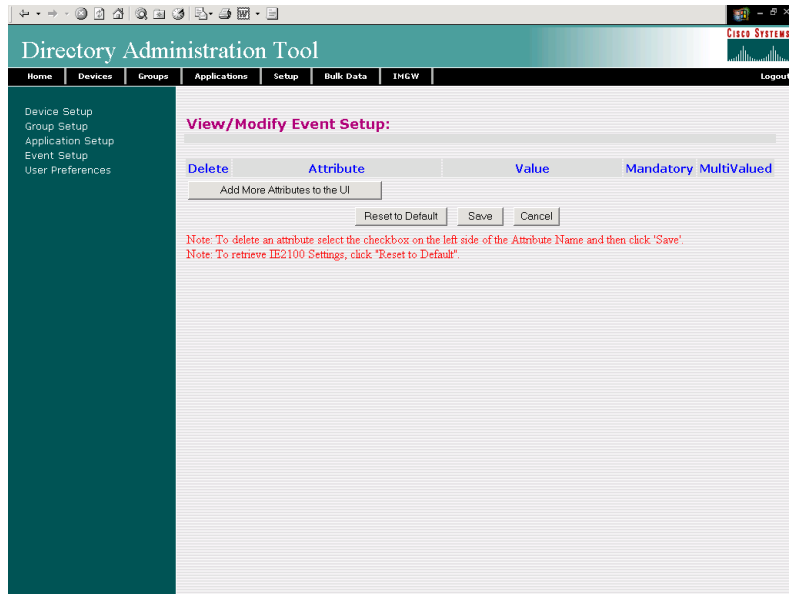 CISCO SYSTEMS
Directory Administration Tool
Home Devices Groups Applications Setup Bulk Data IMGW Logout
Device Setup
Group Setup
Application Setup
Event Setup
User Preferences
View/Modify Event Setup:
Delete Attribute Value Mandatory MultiValued
Add More Attributes to the UI
Reset to Default Save Cancel
Note: To delete an attribute select the checkbox on the left side of the Attribute Name and then click 'Save'.
Note: To retrieve IE2100 Settings, click "Reset to Default".